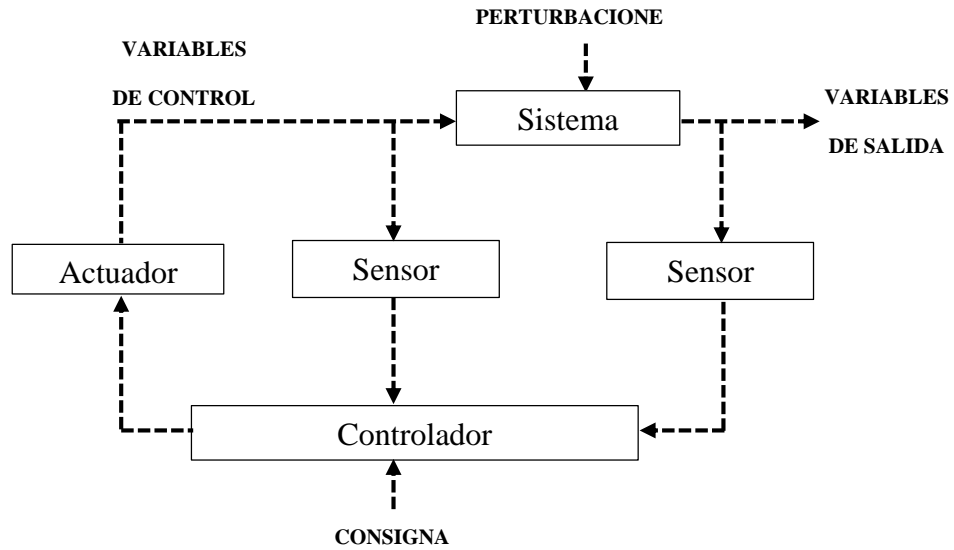 PERTURBACIONE
VARIABLES
DE CONTROL
Sistema
VARIABLES
DE SALIDA
Actuador
Sensor
Sensor
Controlador
CONSIGNA